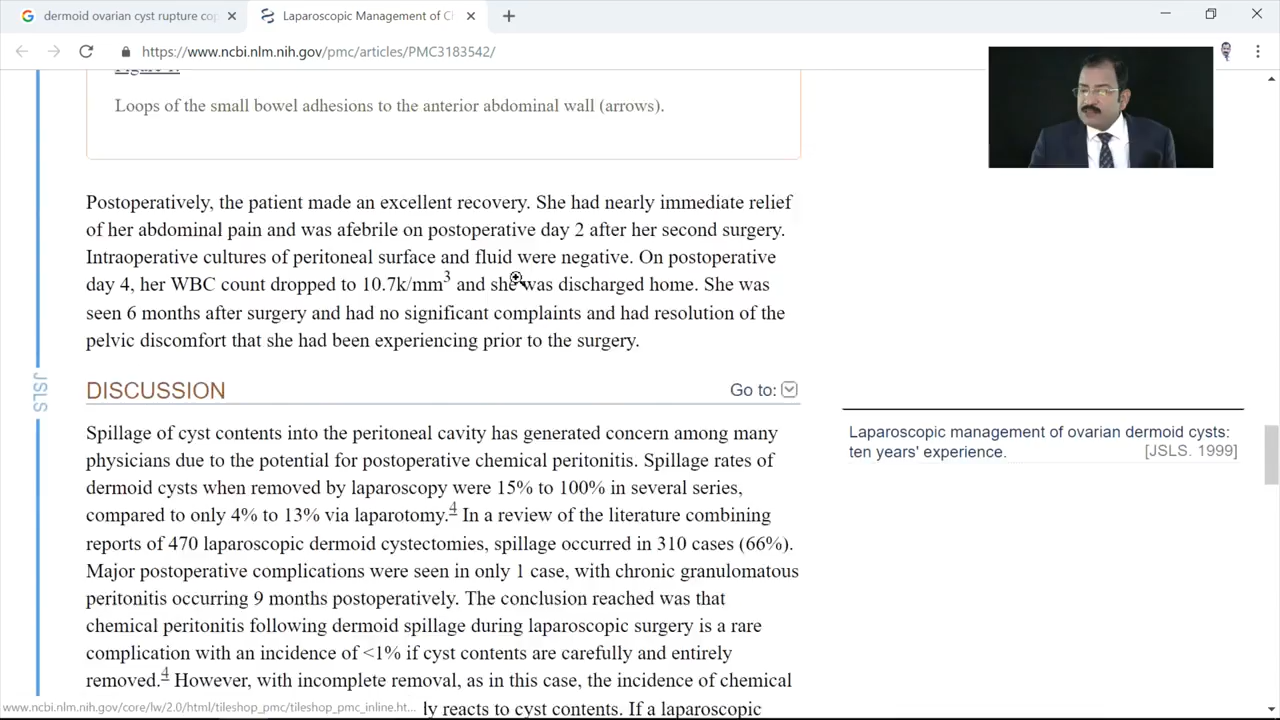 dermoid ovarian cyst rupture co
Laparoscopic Management of C
https://www.ncbi.nlm.nih.gov/pmc/articles/PMC3183542/
Figure 1.
Loops of the small bowel adhesions to the anterior abdominal wall (arrows).
Postoperatively, the patient made an excellent recovery. She had nearly immediate relief
of her abdominal pain and was afebrile on postoperative day 2 after her second surgery.
Intraoperative cultures of peritoneal surface and fluid were negative. On postoperative
day 4, her WBC count dropped to 10.7k/mm3 and she was discharged home. She was
seen 6 months after surgery and had no significant complaints and had resolution of the
pelvic discomfort that she had been experiencing prior to the surgery.
JSLS
DISCUSSION
Go to:
Spillage of cyst contents into the peritoneal cavity has generated concern among many
physicians due to the potential for postoperative chemical peritonitis. Spillage rates of
dermoid cysts when removed by laparoscopy were 15% to 100% in several series,
compared to only 4% to 13% via laparotomy.4 In a review of the literature combining
reports of 470 laparoscopic dermoid cystectomies, spillage occurred in 310 cases (66%).
Major postoperative complications were seen in only 1 case, with chronic granulomatous
peritonitis occurring 9 months postoperatively. The conclusion reached was that
chemical peritonitis following dermoid spillage during laparoscopic surgery is a rare
complication with an incidence of <1% if cyst contents are carefully and entirely
removed.4 However, with incomplete removal, as in this case, the incidence of chemical
ly reacts to cyst contents. If a laparoscopic
Laparoscopic management of ovarian dermoid cysts:
ten years' experience.
[JSLS. 1999]
www.ncbi.nlm.nih.gov/core/lw/2.0/html/tileshop_pmc/tileshop_pmc_inline.ht...